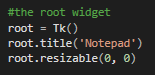 #the root widget
root = Tk()
root.title('Notepad')
root.resizable(0, 0)